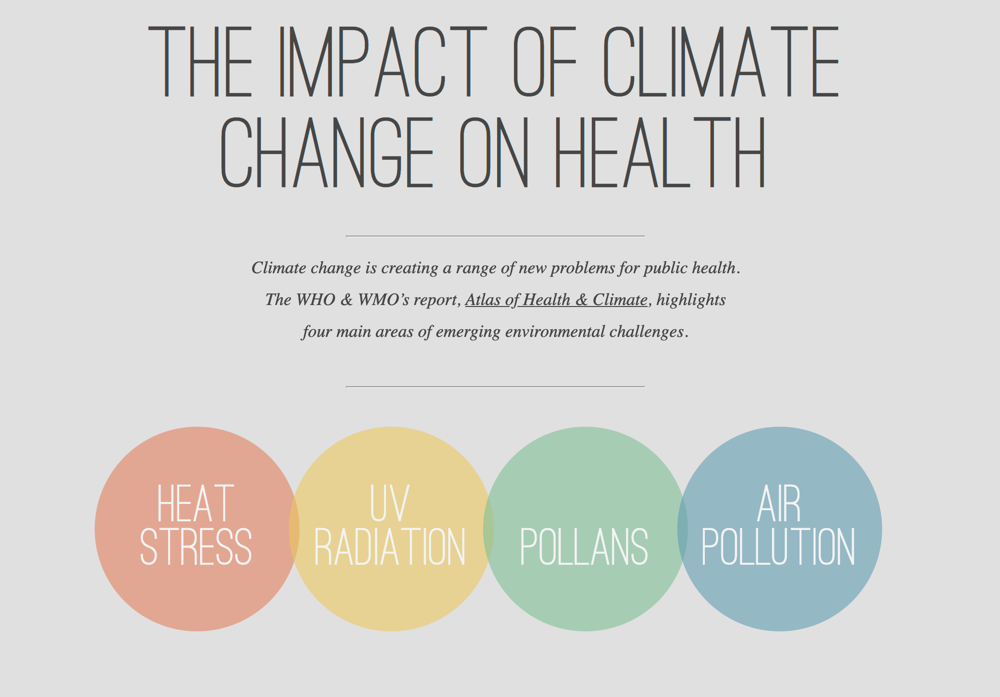 THE IMPACT OF CLIMATE
CHANGE ON HEALTH
Climate change is creating a range of new problems for public health.
The WHO & WMO’s report, Atlas of Health & Climate, highlights
four main areas of emerging environmental challenges.
HEAT
STRESS
UV
RADIATION
POLLANS
AIR
POLLUTION